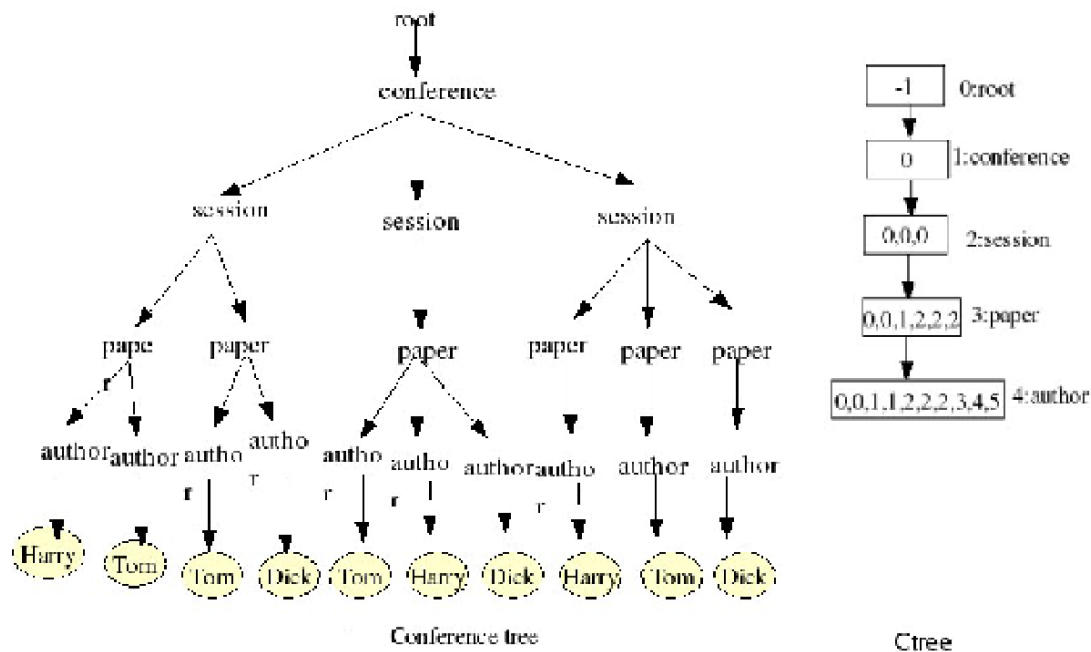 root
conference
session
session
session
pape
r
paper
paper
paper
paper
paper
author
author
autho
r
autho
r
autho
r
autho
r
author
autho
r
author
author
Harry
Tom
Tom
Dick
Tom
Harry
Dick
Harry
Tom
Dick
Conference tree
-1
0:root
0
1:conference
0,0,0
2:session
0,0,1,2,2,2
3:paper
0,0,1,1,2,2,2,3,4,5
4:author
Ctree